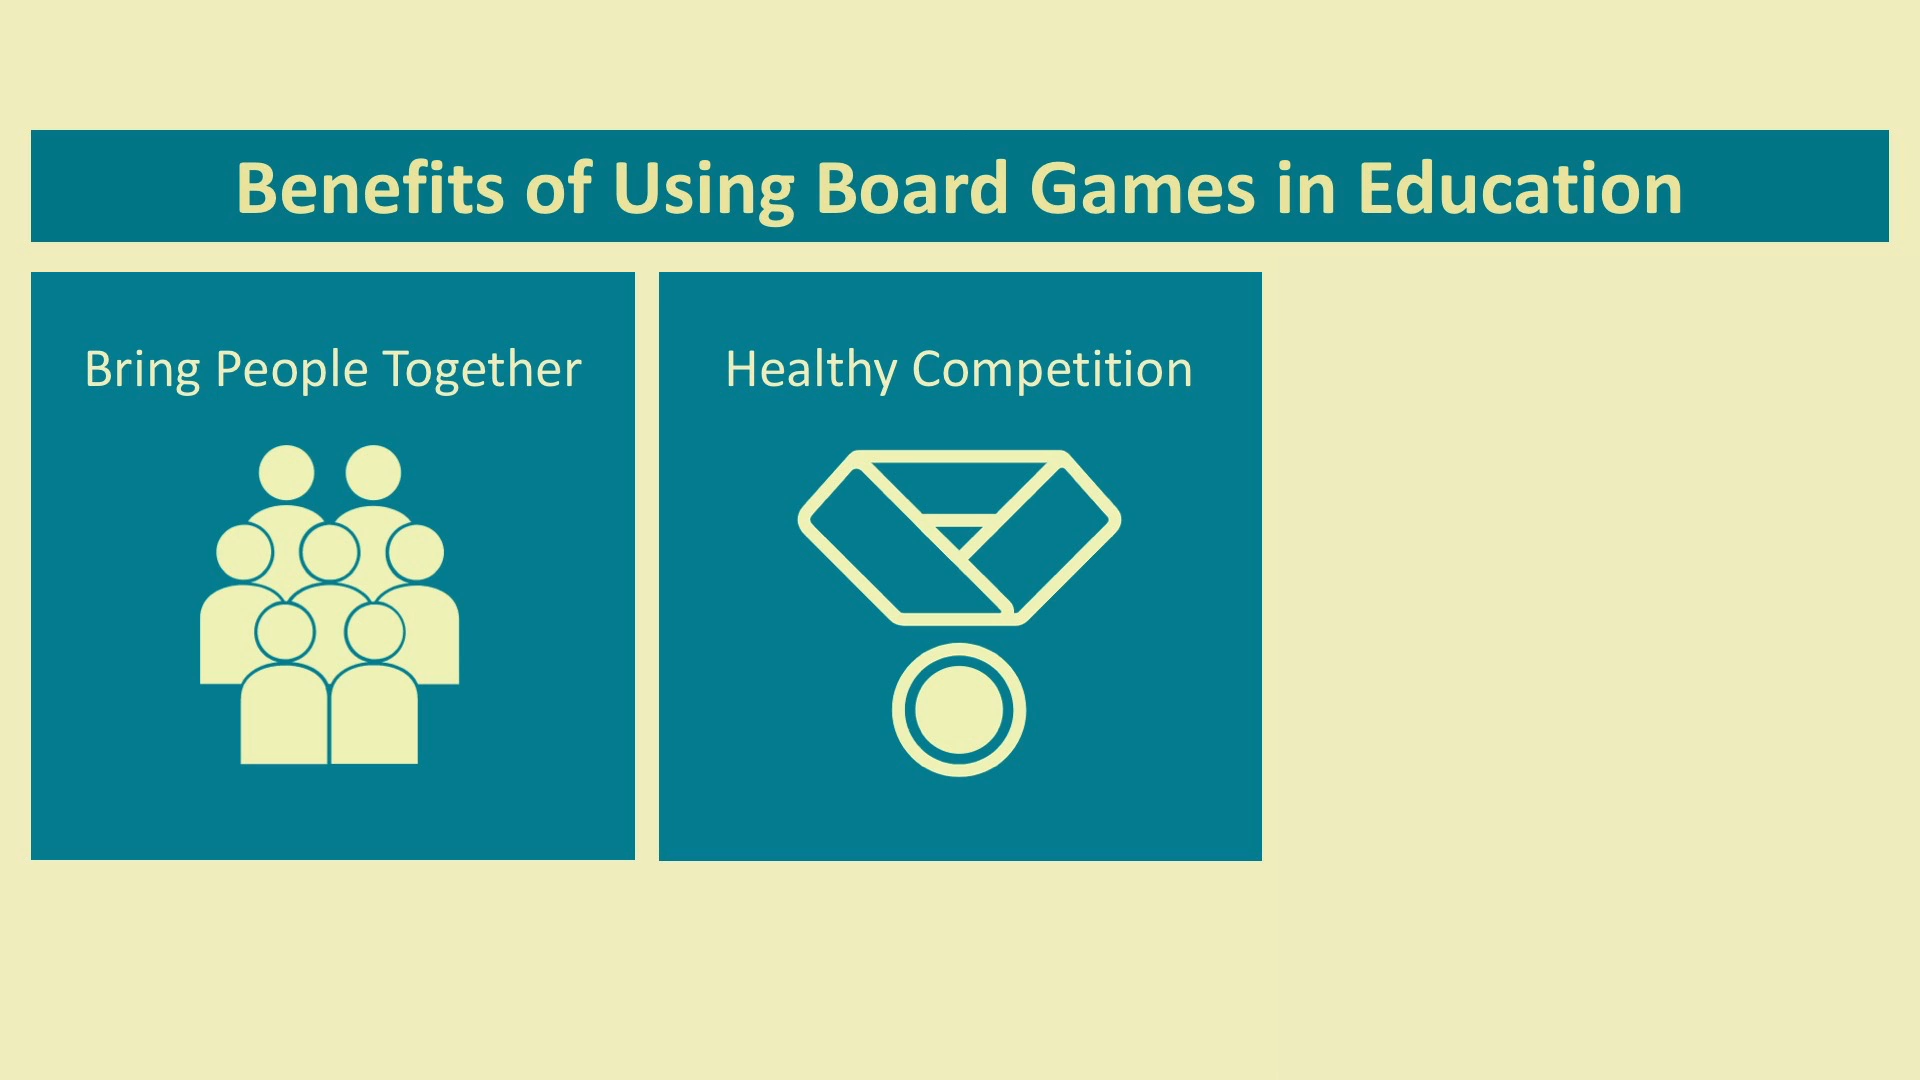 Benefits of Using Board Games in Education
Bring People Together
Healthy Competition